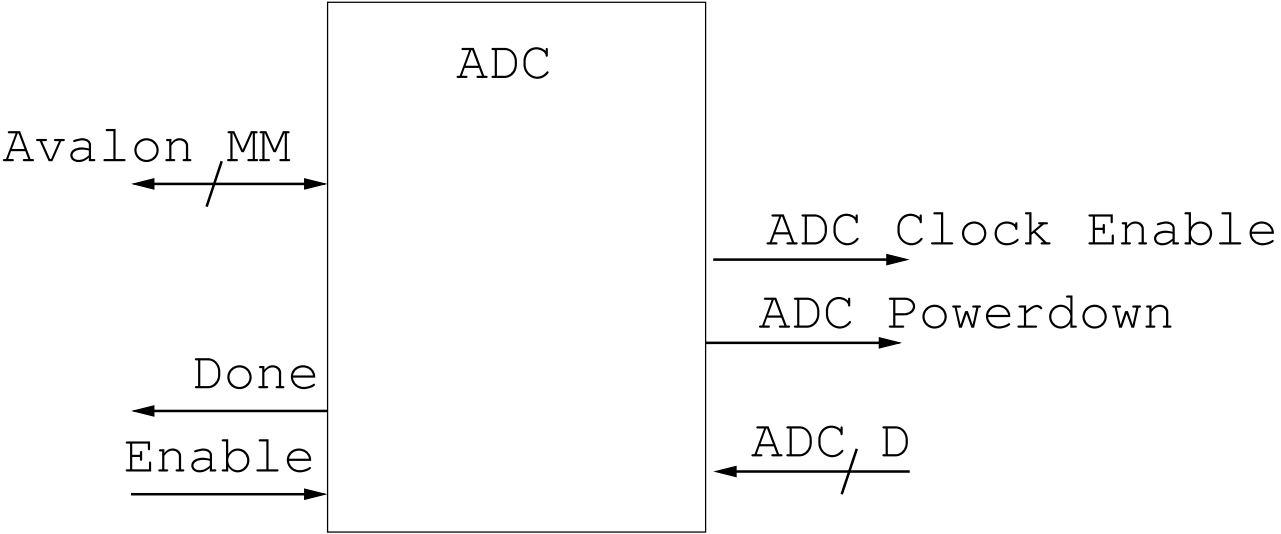 ADC
Avalon MM
ADC Clock Enable
ADC Powerdown
Done
ADC D
Enable